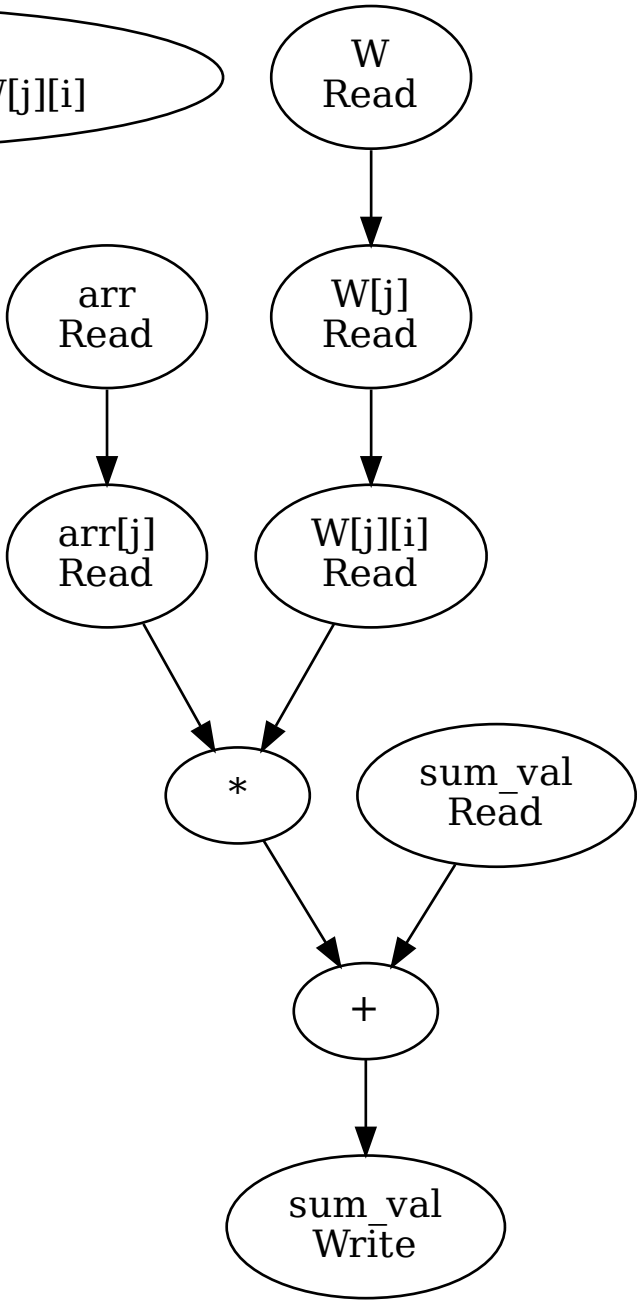 W[j][i]
W
Read
arr
Read
W[j]
Read
arr[j]
Read
W[j][i]
Read
*
sum_val
Read
+
sum_val
Write